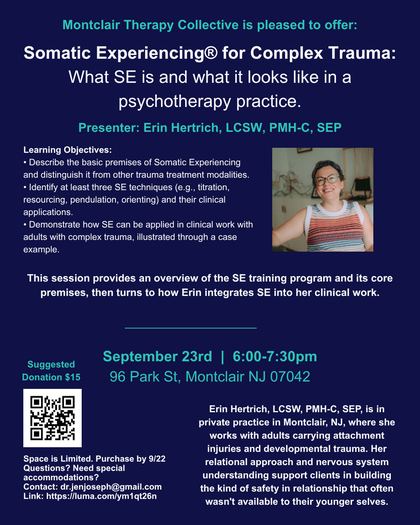 Montclair Therapy Collective is pleased to offer:
Somatic Experiencing® for Complex Trauma:
What SE is and what it looks like in a
psychotherapy practice.
Presenter: Erin Hertrich, LCSW, PMH-C, SEP
Learning Objectives:
• Describe the basic premises of Somatic Experiencing
and distinguish it from other trauma treatment modalities.
• Identify at least three SE techniques (e.g., titration,
resourcing, pendulation, orienting) and their clinical
applications.
• Demonstrate how SE can be applied in clinical work with
adults with complex trauma, illustrated through a case
example.
This session provides an overview of the SE training program and its core
premises, then turns to how Erin integrates SE into her clinical work.
September 23rd | 6:00-7:30pm
96 Park St, Montclair NJ 07042
Suggested
Donation $15
Space is Limited. Purchase by 9/22
Questions? Need special
accommodations?
Contact: dr.jenjoseph@gmail.com
Link: https://luma.com/ym1qt26n
Erin Hertrich, LCSW, PMH-C, SEP, is in
private practice in Montclair, NJ, where she
works with adults carrying attachment
injuries and developmental trauma. Her
relational approach and nervous system
understanding support clients in building
the kind of safety in relationship that often
wasn't available to their younger selves.